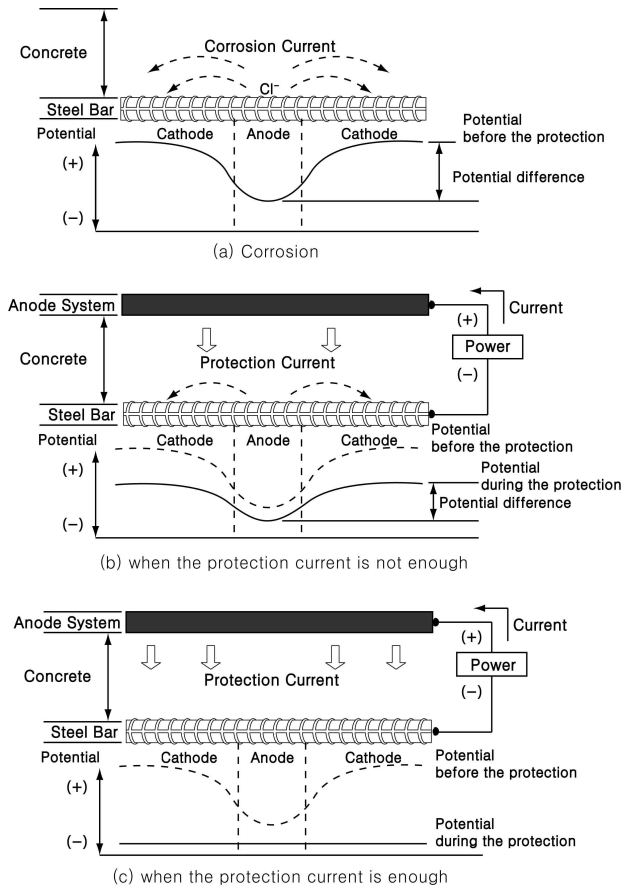 Concrete
Corrosion Current
Cl⁻
Steel Bar
Potential
Cathode
Anode
Cathode
Potential
before the protection
(+)
Potential difference
(−)
(a) Corrosion
Anode System
Current
(+)
Power
Concrete
Protection Current
(−)
Steel Bar
Potential
Cathode
Anode
Cathode
Potential
before the protection
(+)
Potential
during the protection
Potential difference
(−)
(b) when the protection current is not enough
Anode System
Current
(+)
Power
Concrete
Protection Current
(−)
Steel Bar
Potential
Cathode
Anode
Cathode
Potential
before the protection
(+)
Potential
during the protection
(−)
(c) when the protection current is enough